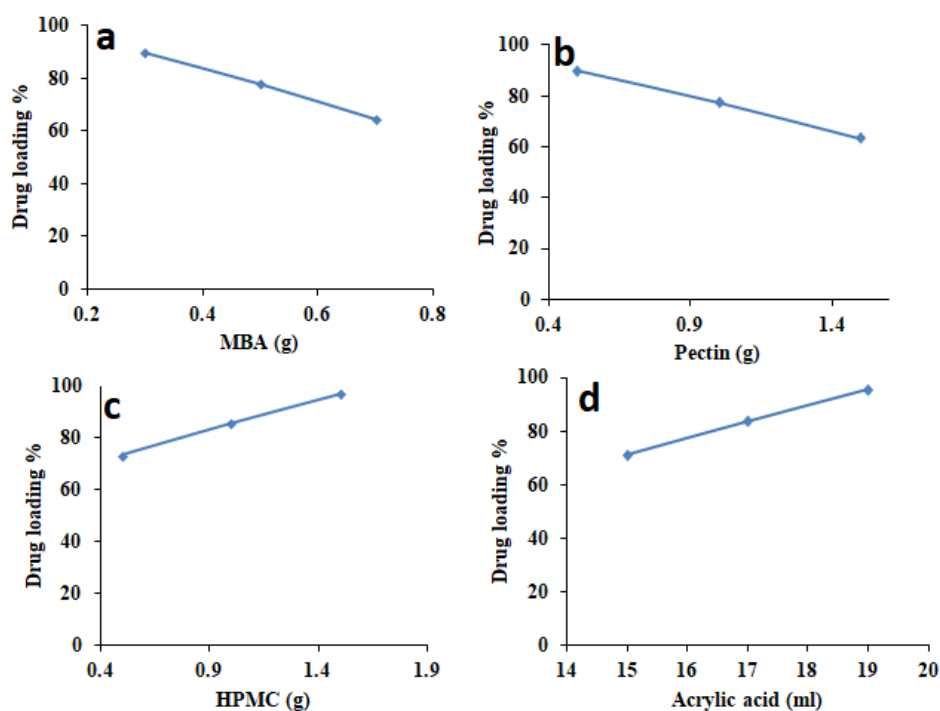 a
Drug loading %
100
80
60
40
20
0
0.2 0.4 0.6 0.8
MBA (g)
b
Drug loading %
100
80
60
40
20
0
0.4 0.9 1.4
Pectin (g)
c
Drug loading %
100
80
60
40
20
0
0.4 0.9 1.4 1.9
HPMC (g)
d
Drug loading %
100
80
60
40
20
0
14 15 16 17 18 19 20
Acrylic acid (ml)